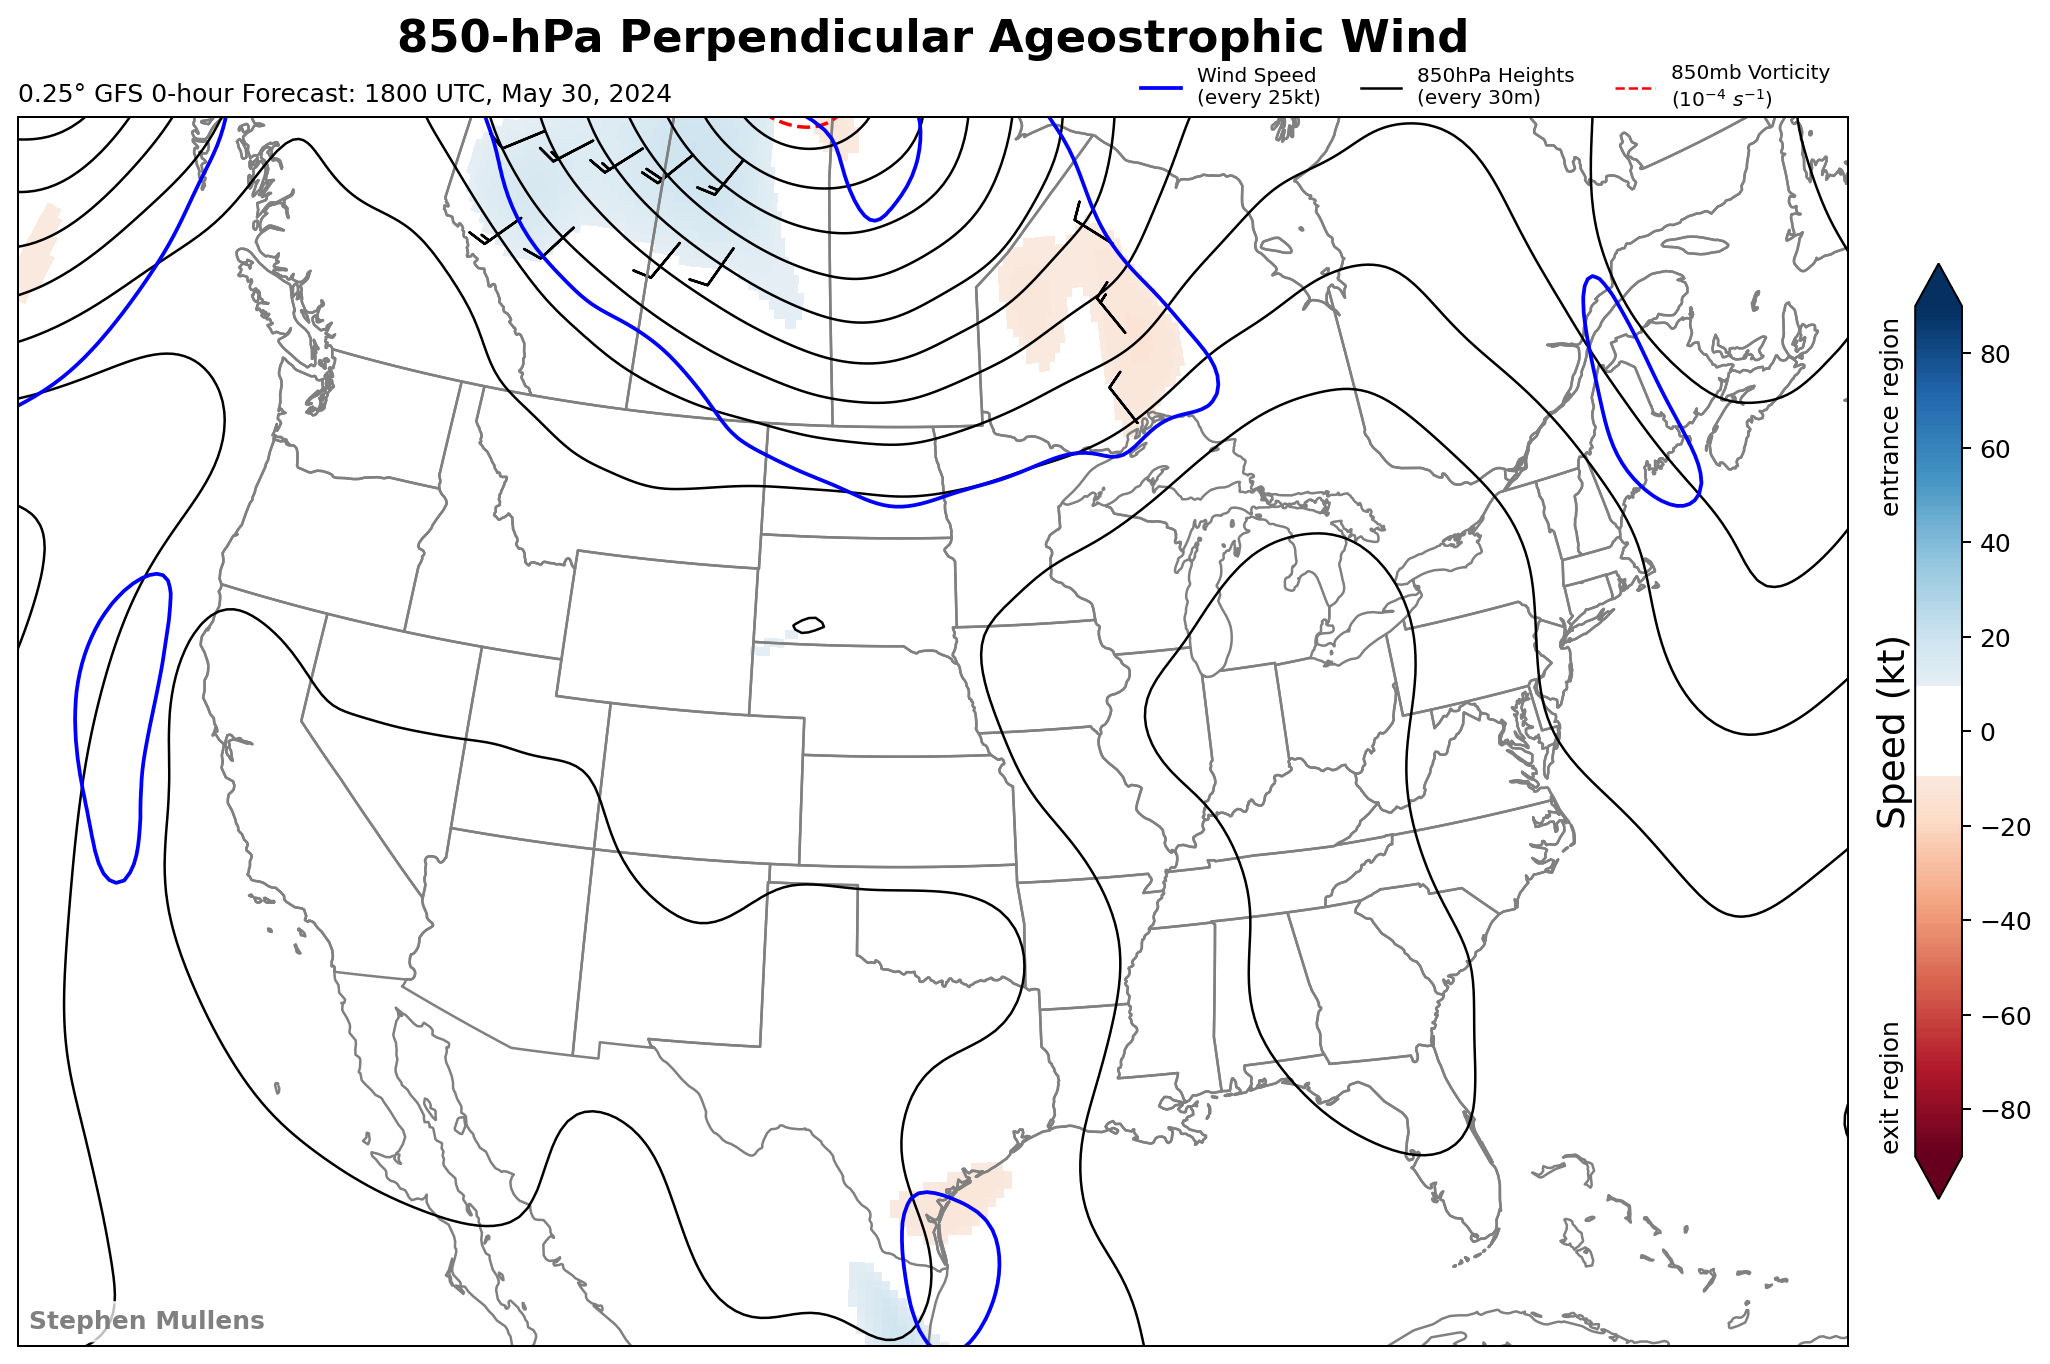 850-hPa Perpendicular Ageostrophic Wind
0.25° GFS 0-hour Forecast: 1800 UTC, May 30, 2024
Wind Speed
(every 25kt)
850hPa Heights
(every 30m)
850mb Vorticity
(10⁻⁴ s⁻¹)
entrance region
Speed (kt)
exit region
80
60
40
20
0
−20
−40
−60
−80
Stephen Mullens